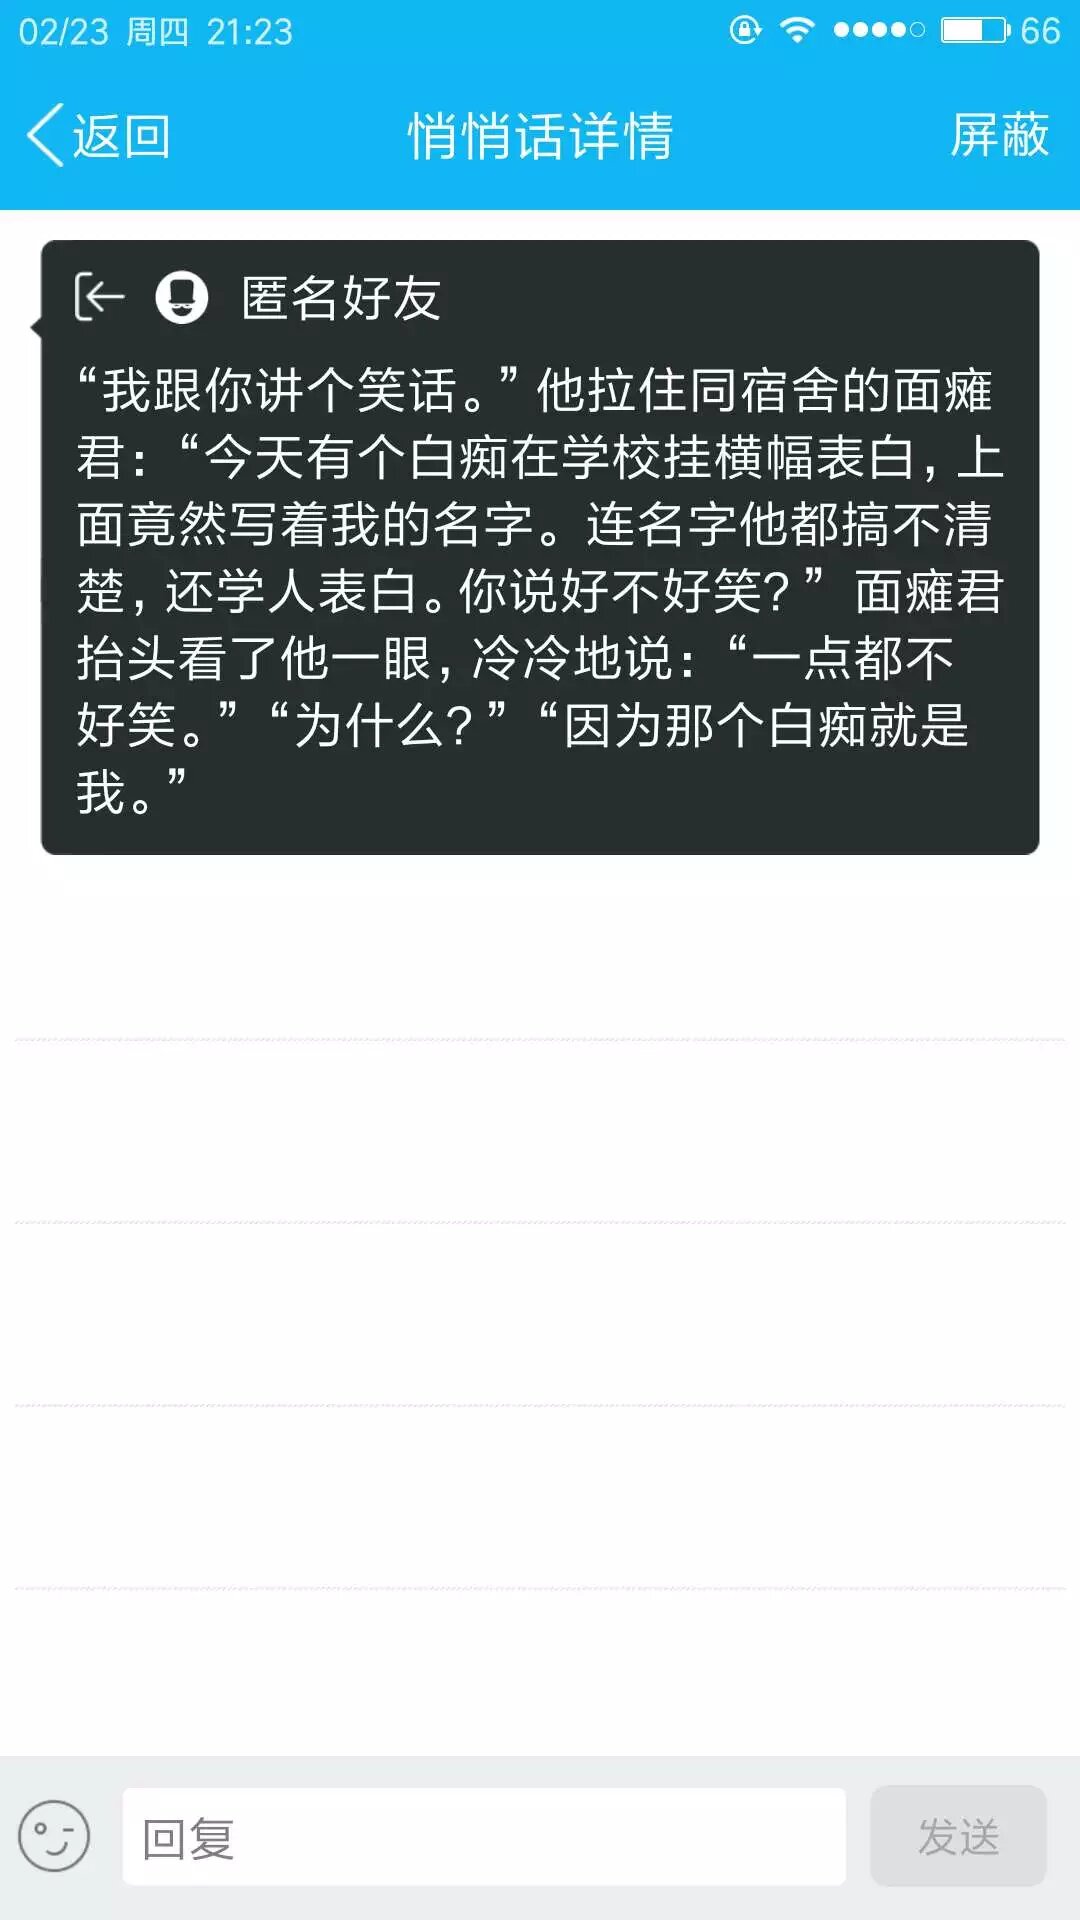 02/23 周四 21:23 66
返回 悄悄话详情 屏蔽
匿名好友
“我跟你讲个笑话。”他拉住同宿舍的面瘫
君：“今天有个白痴在学校挂横幅表白，上
面竟然写着我的名字。连名字他都搞不清
楚，还学人表白。你说好不好笑？” 面瘫君
抬头看了他一眼，冷冷地说：“一点都不
好笑。”“为什么？”“因为那个白痴就是
我。”
回复 发送